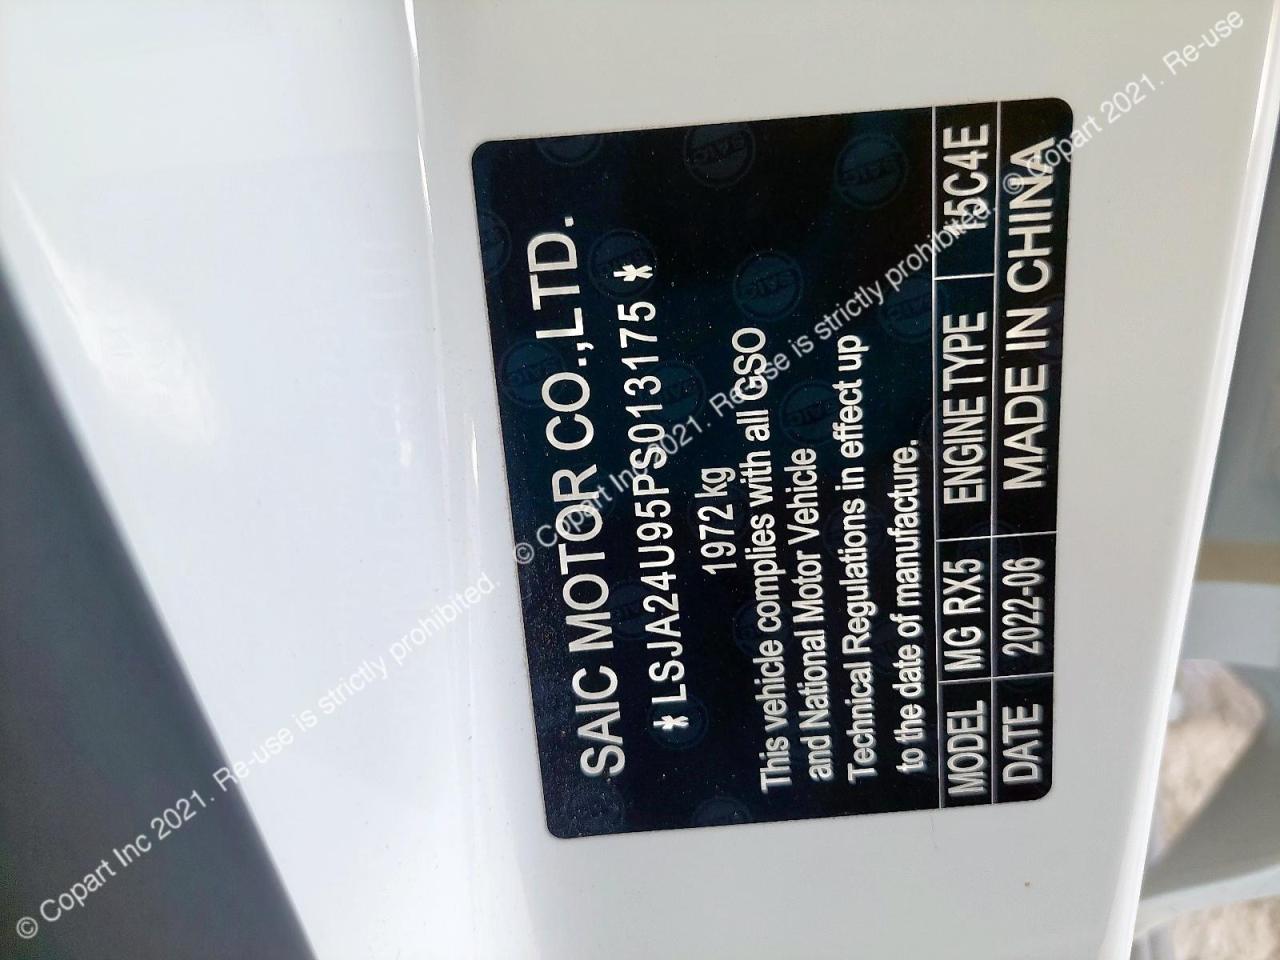 SAIC MOTOR CO.,LTD.
*LSJA24U95PS013175*
1972kg
This vehicle complies with all GSO
and National Motor Vehicle
Technical Regulations in effect up
to the date of manufacture.
MODEL MG RX5 ENGINE TYPE 15C4E
DATE 2022-06 MADE IN CHINA
© Copart Inc 2021. Re-use is strictly prohibited.
© Copart Inc 2021. Re-use is strictly prohibited.
© Copart 2021. Re-use